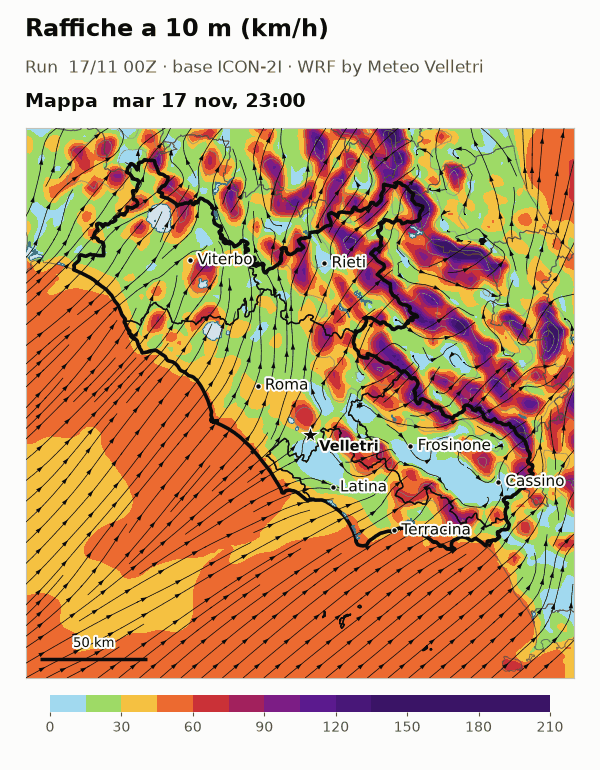 Raffiche a 10 m (km/h)
Run 17/11 00Z · base ICON-2I · WRF by Meteo Velletri
Mappa mar 17 nov, 23:00
Viterbo
Rieti
Roma
Velletri
Frosinone
Cassino
Latina
Terracina
50 km
0 30 60 90 120 150 180 210